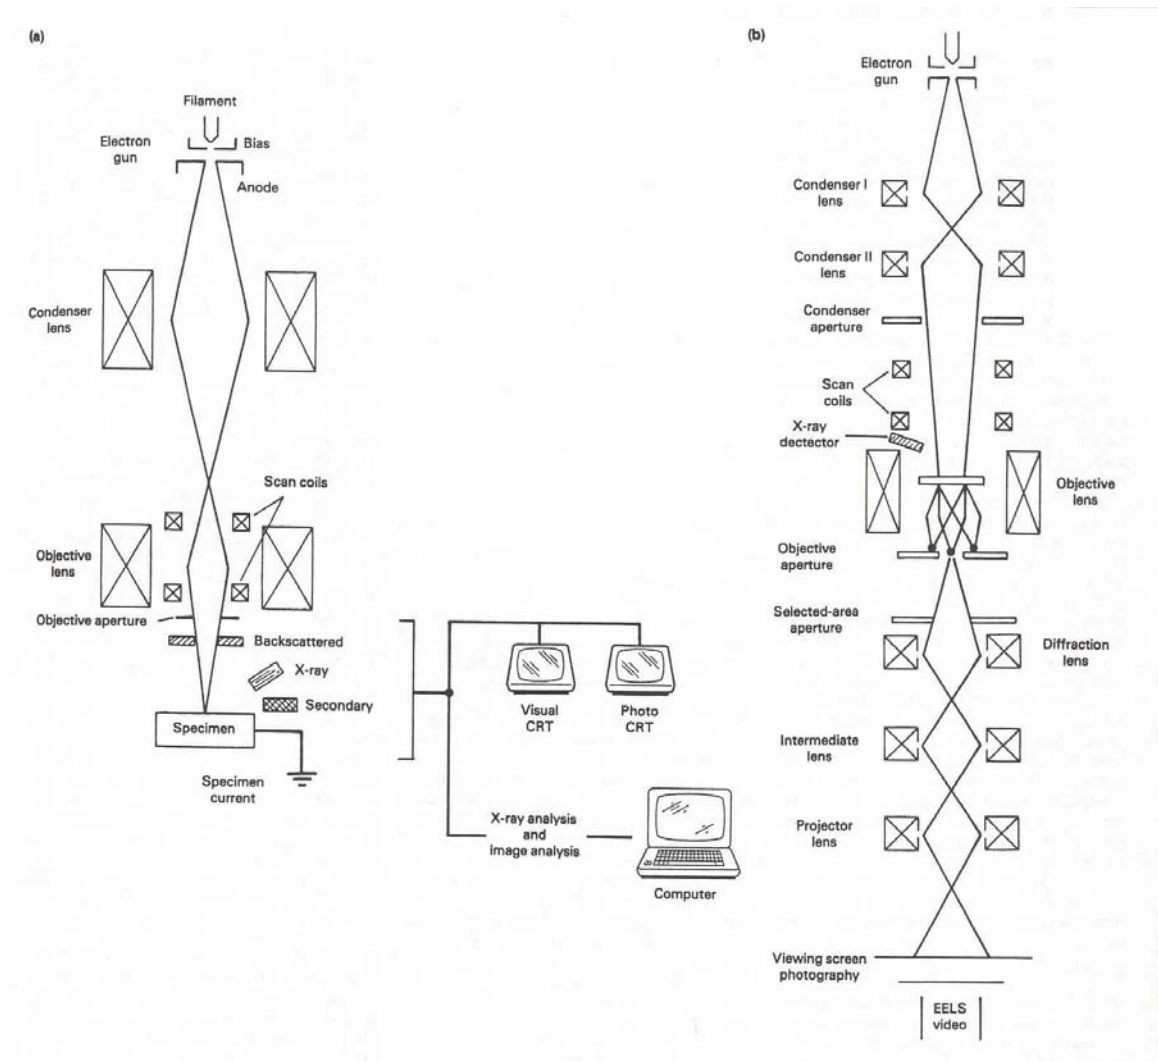 (a)
Filament
Electron
gun
Bias
Anode
Condenser
lens
Scan coils
Objective
lens
Objective aperture
Backscattered
X-ray
Secondary
Specimen
Specimen
current
Visual
CRT
Photo
CRT
X-ray analysis
and
image analysis
Computer
(b)
Electron
gun
Condenser I
lens
Condenser II
lens
Condenser
aperture
Scan
coils
X-ray
dectector
Objective
lens
Objective
aperture
Selected-area
aperture
Diffraction
lens
Intermediate
lens
Projector
lens
Viewing screen
photography
EELS
video